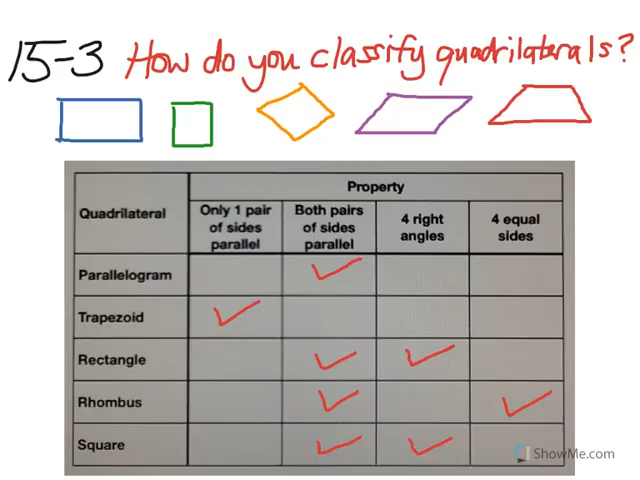 15-3 How do you classify quadrilaterals?
Property
Quadrilateral
Only 1 pair
of sides
parallel
Both pairs
of sides
parallel
4 right
angles
4 equal
sides
Parallelogram
Trapezoid
Rectangle
Rhombus
Square
ShowMe.com